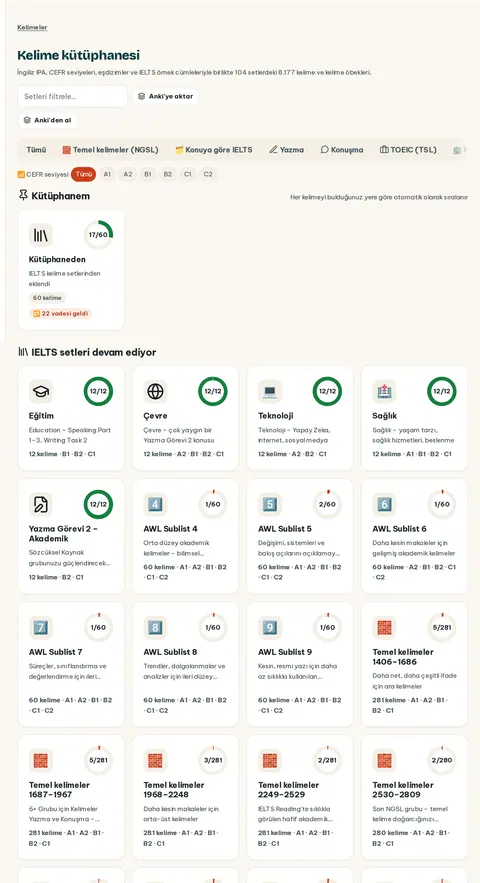 Kelimeler
Kelime kütüphanesi
İngiliz IPA, CEFR seviyeleri, eşdizimler ve IELTS örnek cümleleriyle birlikte 104 setlerdeki 8.177 kelime ve kelime öbekleri.
Setleri filtrele...
Anki'ye aktar
Anki'den al
Tümü
Temel kelimeler (NGSL)
Konuya göre IELTS
Yazma
Konuşma
TOEIC (TSL)
CEFR seviyesi
Tümü
A1
A2
B1
B2
C1
C2
Kütüphanem
Her kelimeyi bulduğunuz yere göre otomatik olarak sıralanır
17/60
Kütüphaneden
IELTS kelime setlerinden
eklendi
60 kelime
22 vadesi geldi
IELTS setleri devam ediyor
12/12
Eğitim
Education – Speaking Part
1–3, Writing Task 2
12 kelime · B1 · B2 · C1
12/12
Çevre
Çevre – çok yaygın bir
Yazma Görevi 2 konusu
12 kelime · A2 · B1 · B2 · C1
12/12
Teknoloji
Teknoloji – Yapay Zeka,
internet, sosyal medya
12 kelime · A2 · B2 · C1
12/12
Sağlık
Sağlık – yaşam tarzı,
sağlık hizmetleri, beslenme
12 kelime · A1 · B1 · B2 · C1
12/12
Yazma Görevi 2 –
Akademik
Sözcüksel Kaynak
grubunuzu güçlendirecek...
12 kelime · B2 · C1
4
1/60
AWL Sublist 4
Orta düzey akademik
kelimeler – bilimsel...
60 kelime · A1 · A2 · B1 · B2
· C1 · C2
5
2/60
AWL Sublist 5
Değişimi, sistemleri ve
bakış açılarını açıklamay...
60 kelime · A1 · A2 · B1 · B2
· C1 · C2
6
1/60
AWL Sublist 6
Daha kesin makaleler için
gelişmiş akademik kelimeler
60 kelime · A2 · B1 · B2 · C1
· C2
7
1/60
AWL Sublist 7
Süreçler, sınıflandırma ve
değerlendirme için ileri...
60 kelime · A1 · A2 · B1 · B2
· C1 · C2
8
1/60
AWL Sublist 8
Trendler, dalgalanmalar ve
analizler için ileri düzey...
60 kelime · A1 · A2 · B1 · B2
· C1 · C2
9
1/60
AWL Sublist 9
Kesin, resmi yazı için daha
az sıklıkla kullanılan...
60 kelime · A1 · A2 · B1 · B2
· C1 · C2
5/281
Temel kelimeler
1406–1686
Daha net, daha çeşitli ifade
için ara kelimeler
281 kelime · A1 · A2 · B1 ·
B2 · C1
5/281
Temel kelimeler
1687–1967
6+ Grubu için Kelimeler
Yazma ve Konuşma –...
281 kelime · A1 · A2 · B1 ·
B2 · C1
3/281
Temel kelimeler
1968–2248
Daha kesin makaleler için
orta- üst kelimeler
281 kelime · A1 · A2 · B1 ·
B2 · C1
2/281
Temel kelimeler
2249–2529
IELTS Reading'te sıklıkla
görülen hafif akademik...
281 kelime · A1 · A2 · B1 ·
B2 · C1
2/280
Temel kelimeler
2530–2809
Son NGSL grubu – temel
kelime dağarcığınızı...
280 kelime · A1 · A2 · B1 ·
B2 · C1